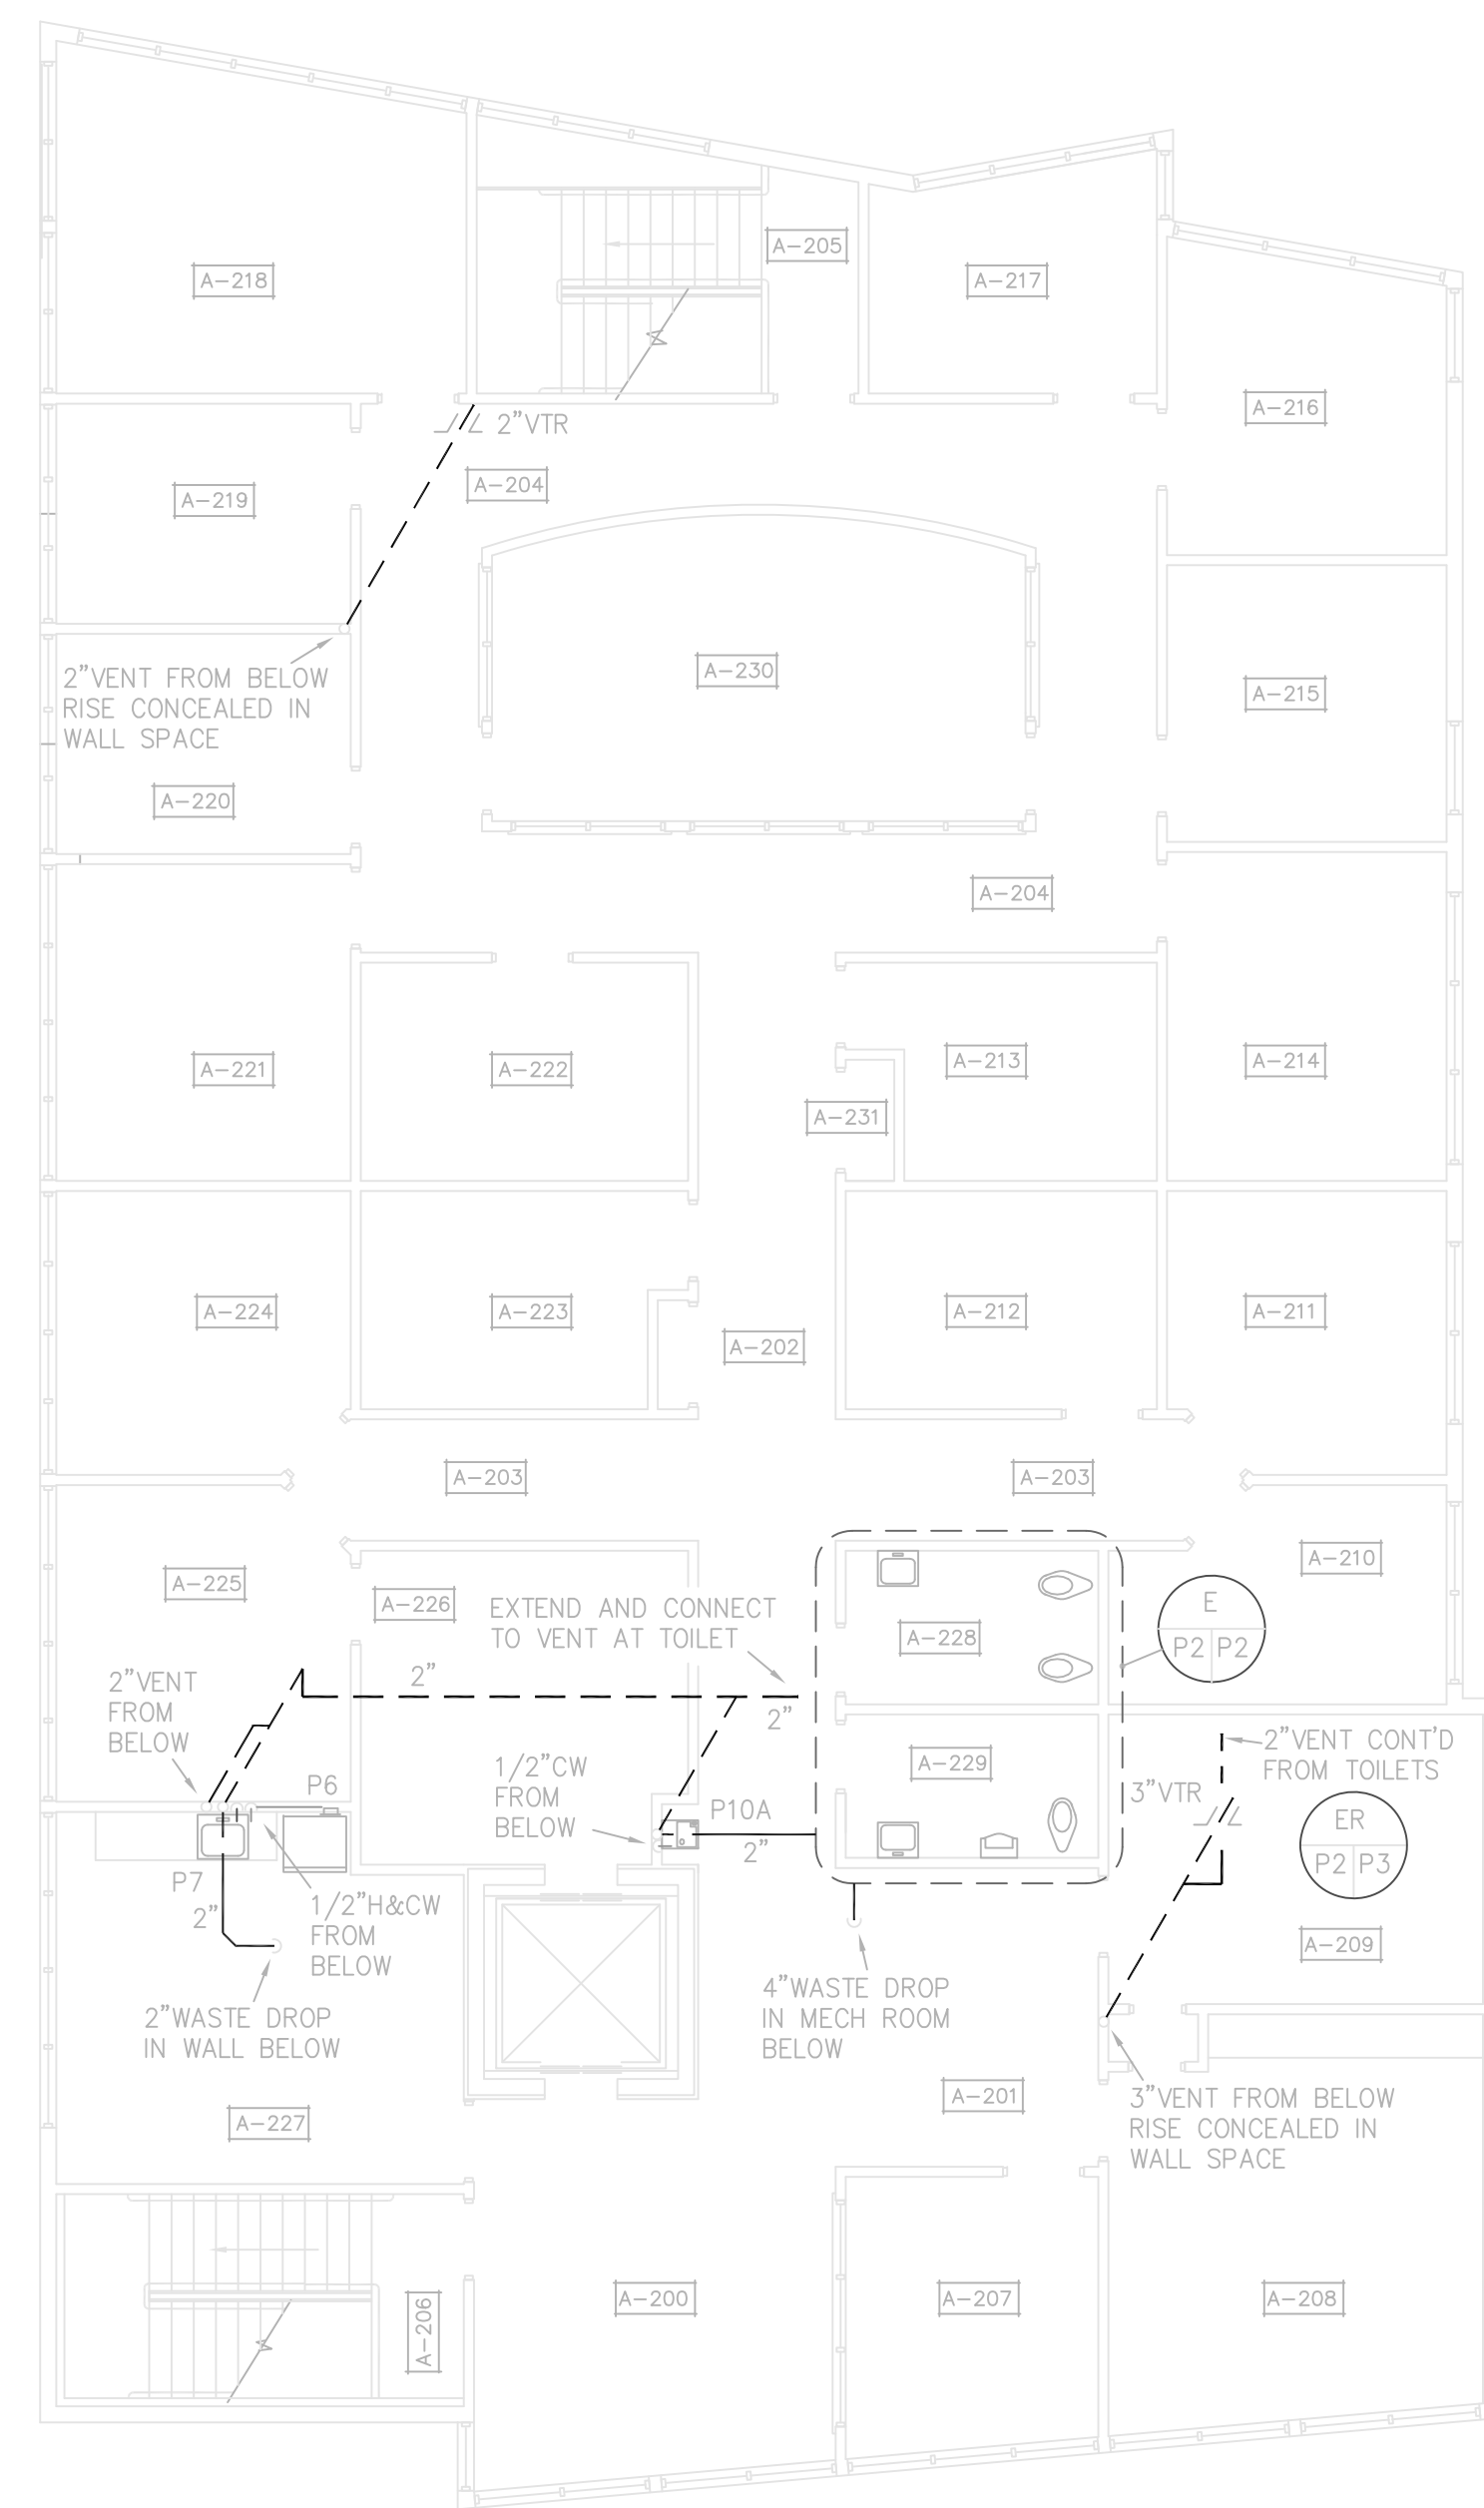 A-205
A-218
A-217
A-216
2"VTR
A-204
A-219
A-230
2"VENT FROM BELOW
RISE CONCEALED IN
WALL SPACE
A-215
A-220
A-204
A-221
A-222
A-213
A-214
A-231
A-224
A-223
A-212
A-211
A-202
A-203
A-203
A-210
A-225
A-226
EXTEND AND CONNECT
TO VENT AT TOILET
E
P2
P2
A-228
2"
2"VENT
FROM
BELOW
2"
2"VENT CONT'D
FROM TOILETS
A-229
1/2"CW
FROM
BELOW
P6
3"VTR
P10A
ER
P2
P3
2"
P7
2"
1/2"H&CW
FROM
BELOW
A-209
4"WASTE DROP
IN MECH ROOM
BELOW
2"WASTE DROP
IN WALL BELOW
A-201
3"VENT FROM BELOW
RISE CONCEALED IN
WALL SPACE
A-227
A-206
A-200
A-207
A-208